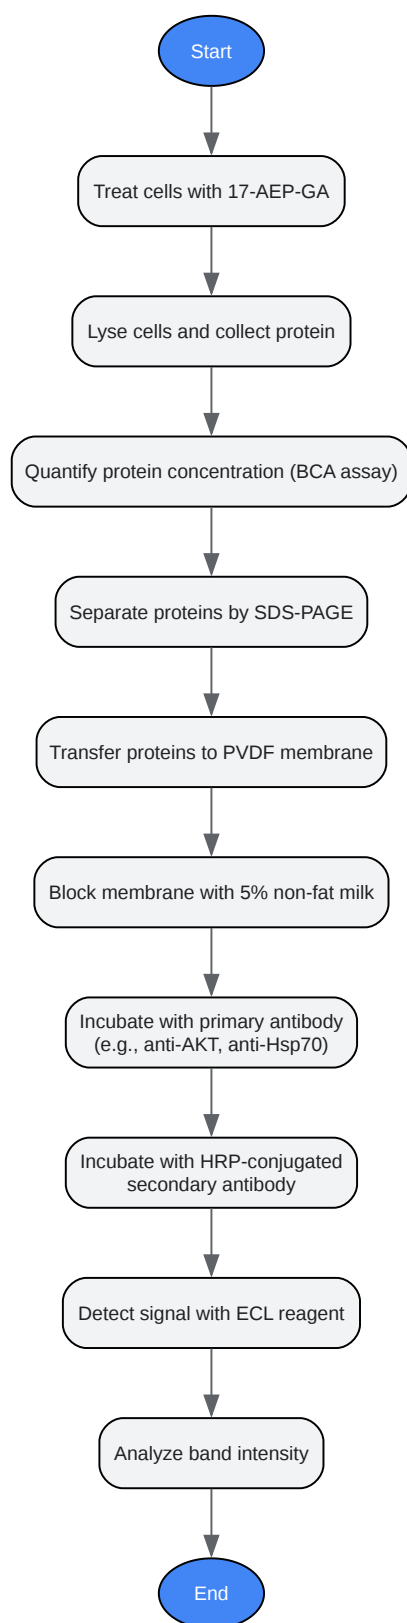 Start
Treat cells with 17-AEP-GA
Lyse cells and collect protein
Quantify protein concentration (BCA assay)
Separate proteins by SDS-PAGE
Transfer proteins to PVDF membrane
Block membrane with 5% non-fat milk
Incubate with primary antibody
(e.g., anti-AKT, anti-Hsp70)
Incubate with HRP-conjugated
secondary antibody
Detect signal with ECL reagent
Analyze band intensity
End